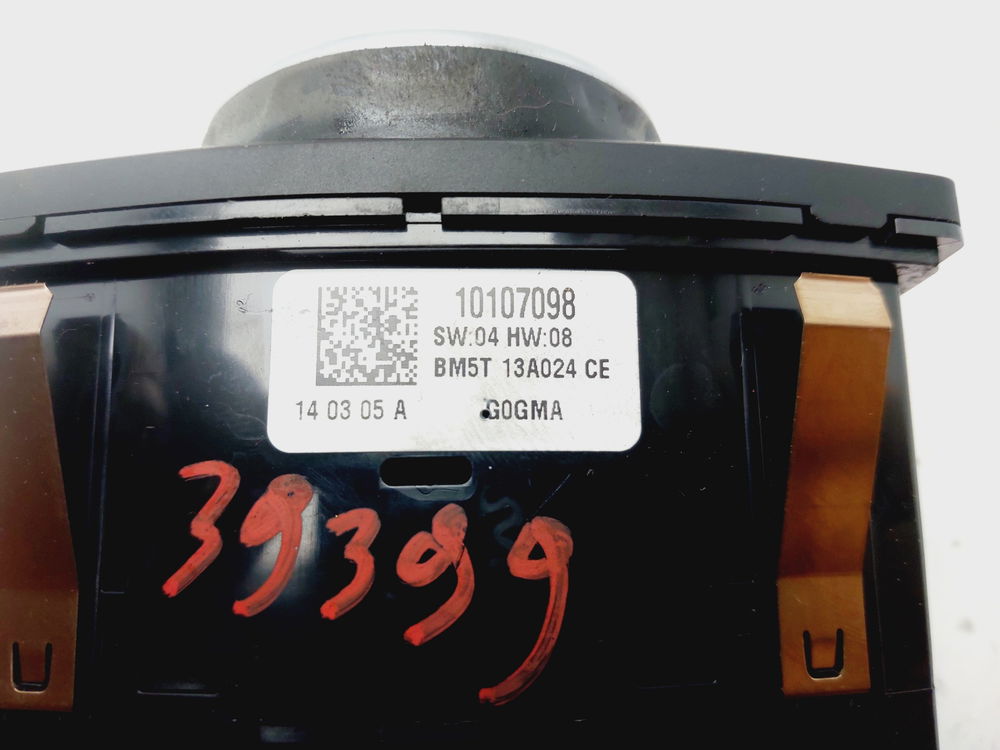 10107098
SW:04 HW:08
BM5T 13A024 CE
14 03 05 A G0GMA
39399